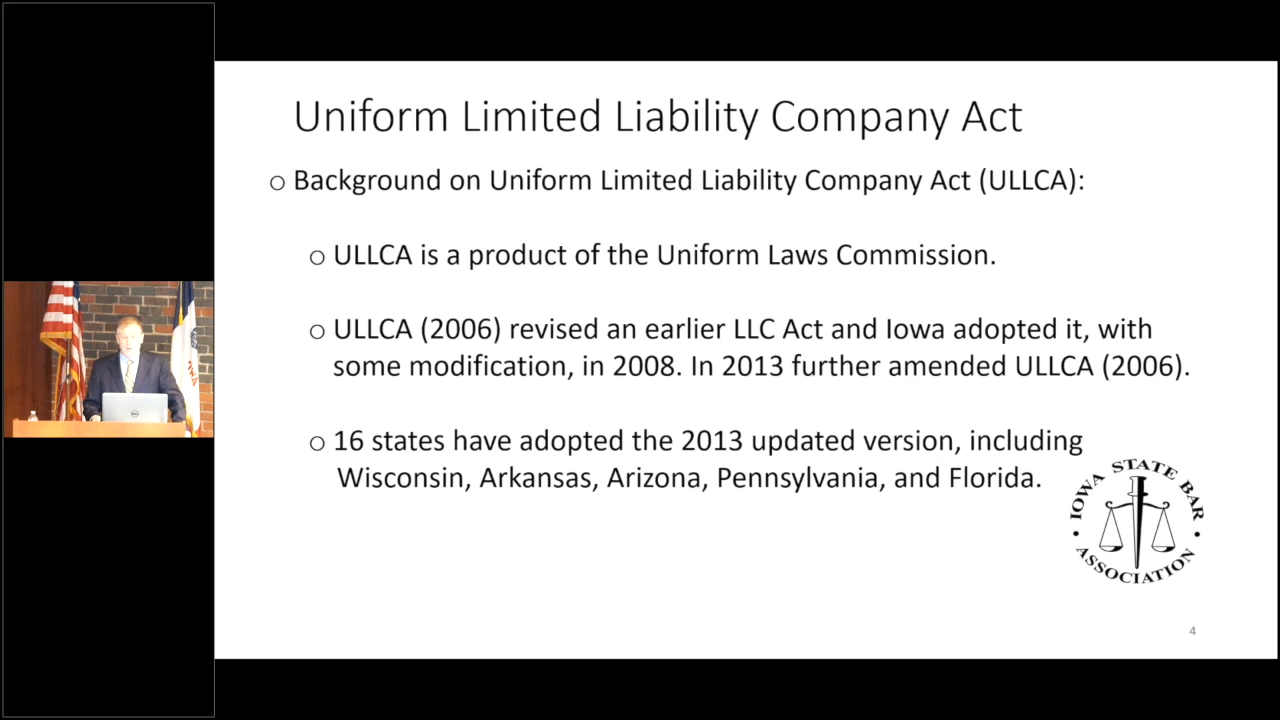 Uniform Limited Liability Company Act
○ Background on Uniform Limited Liability Company Act (ULLCA):
○ ULLCA is a product of the Uniform Laws Commission.
○ ULLCA (2006) revised an earlier LLC Act and Iowa adopted it, with
some modification, in 2008. In 2013 further amended ULLCA (2006).
○ 16 states have adopted the 2013 updated version, including
Wisconsin, Arkansas, Arizona, Pennsylvania, and Florida.
IOWA STATE BAR
• ASSOCIATION •
4